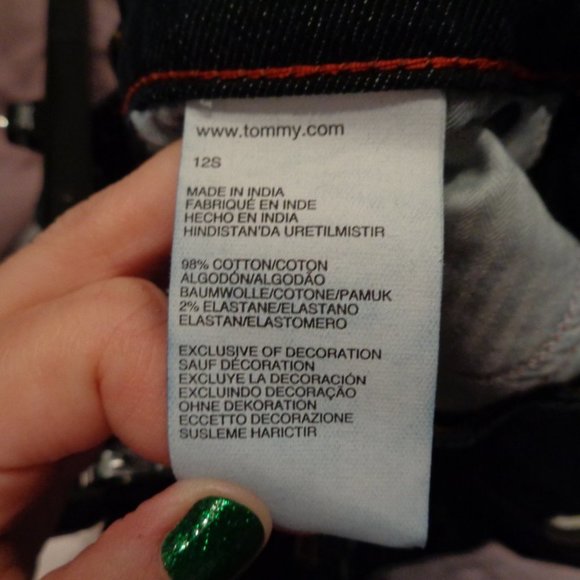 www.tommy.com
12S
MADE IN INDIA
FABRIQUÉ EN INDE
HECHO EN INDIA
HINDISTAN'DA URETILMISTIR
98% COTTON/COTON
ALGODÓN/ALGODÃO
BAUMWOLLE/COTONE/PAMUK
2% ELASTANE/ELASTANO
ELASTAN/ELASTOMERO
EXCLUSIVE OF DECORATION
SAUF DÉCORATION
EXCLUYE LA DECORACIÓN
EXCLUINDO DECORAÇÃO
OHNE DEKORATION
ECCETTO DECORAZIONE
SUSLEME HARICTIR